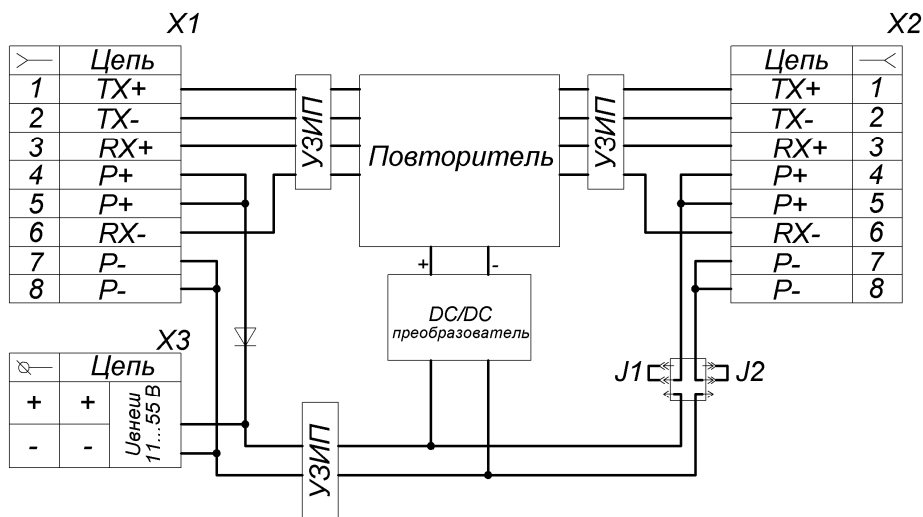 X1
Цепь
1 TX+
2 TX-
3 RX+
4 P+
5 P+
6 RX-
7 P-
8 P-
X3
Цепь
+ +
- -
Uвнеш
11...55 В
УЗИП
Повторитель
УЗИП
+ -
DC/DC
преобразователь
УЗИП
X2
Цепь
TX+ 1
TX- 2
RX+ 3
P+ 4
P+ 5
RX- 6
P- 7
P- 8
J1 J2